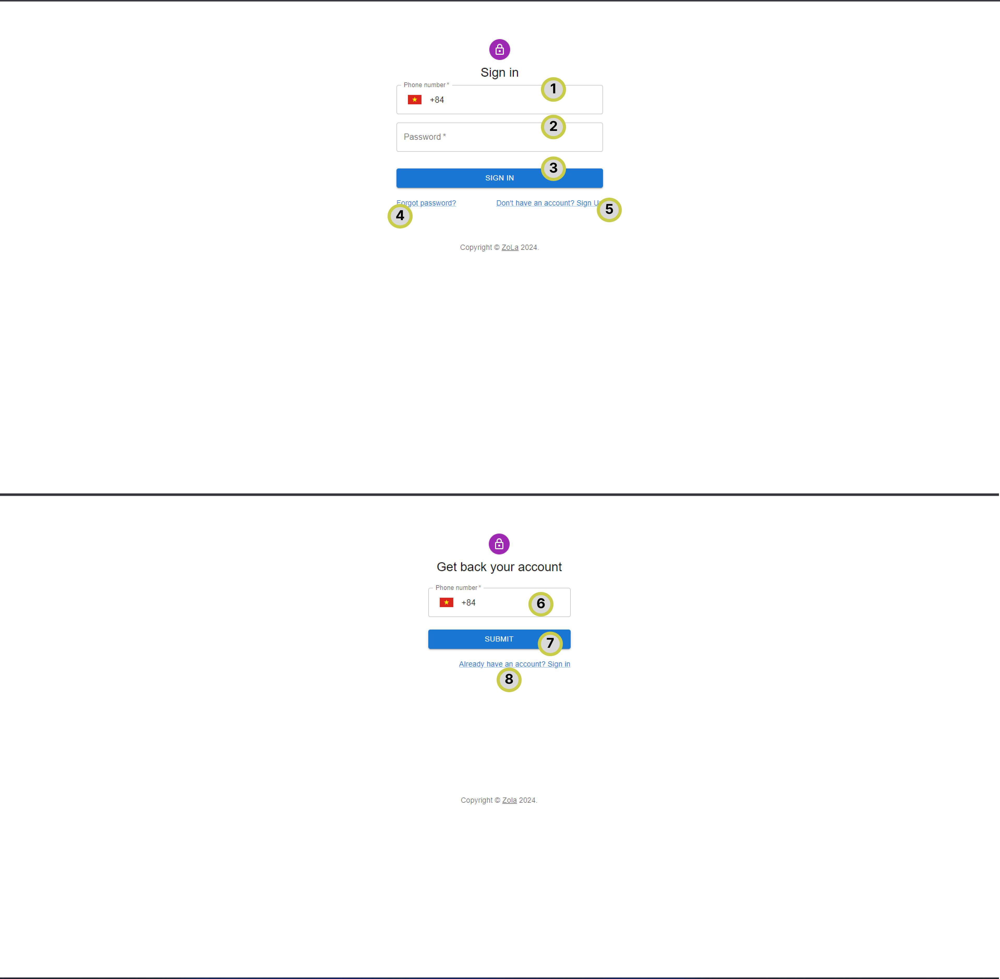 Sign in
Phone number *
1
+84
2
Password *
3
SIGN IN
Forgot password? Don't have an account? Sign
4
5
Copyright © ZoLa 2024.
Get back your account
Phone number *
+84
6
SUBMIT
7
Already have an account? Sign in
8
Copyright © Zola 2024.